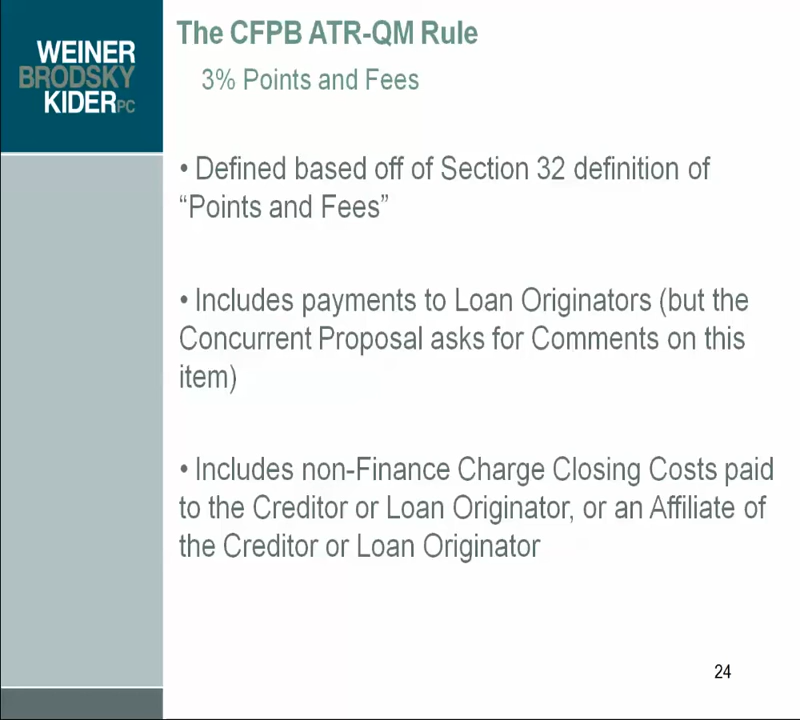 WEINER
BRODSKY
KIDER PC
The CFPB ATR-QM Rule
3% Points and Fees
• Defined based off of Section 32 definition of
“Points and Fees”
• Includes payments to Loan Originators (but the
Concurrent Proposal asks for Comments on this
item)
• Includes non-Finance Charge Closing Costs paid
to the Creditor or Loan Originator, or an Affiliate of
the Creditor or Loan Originator
24